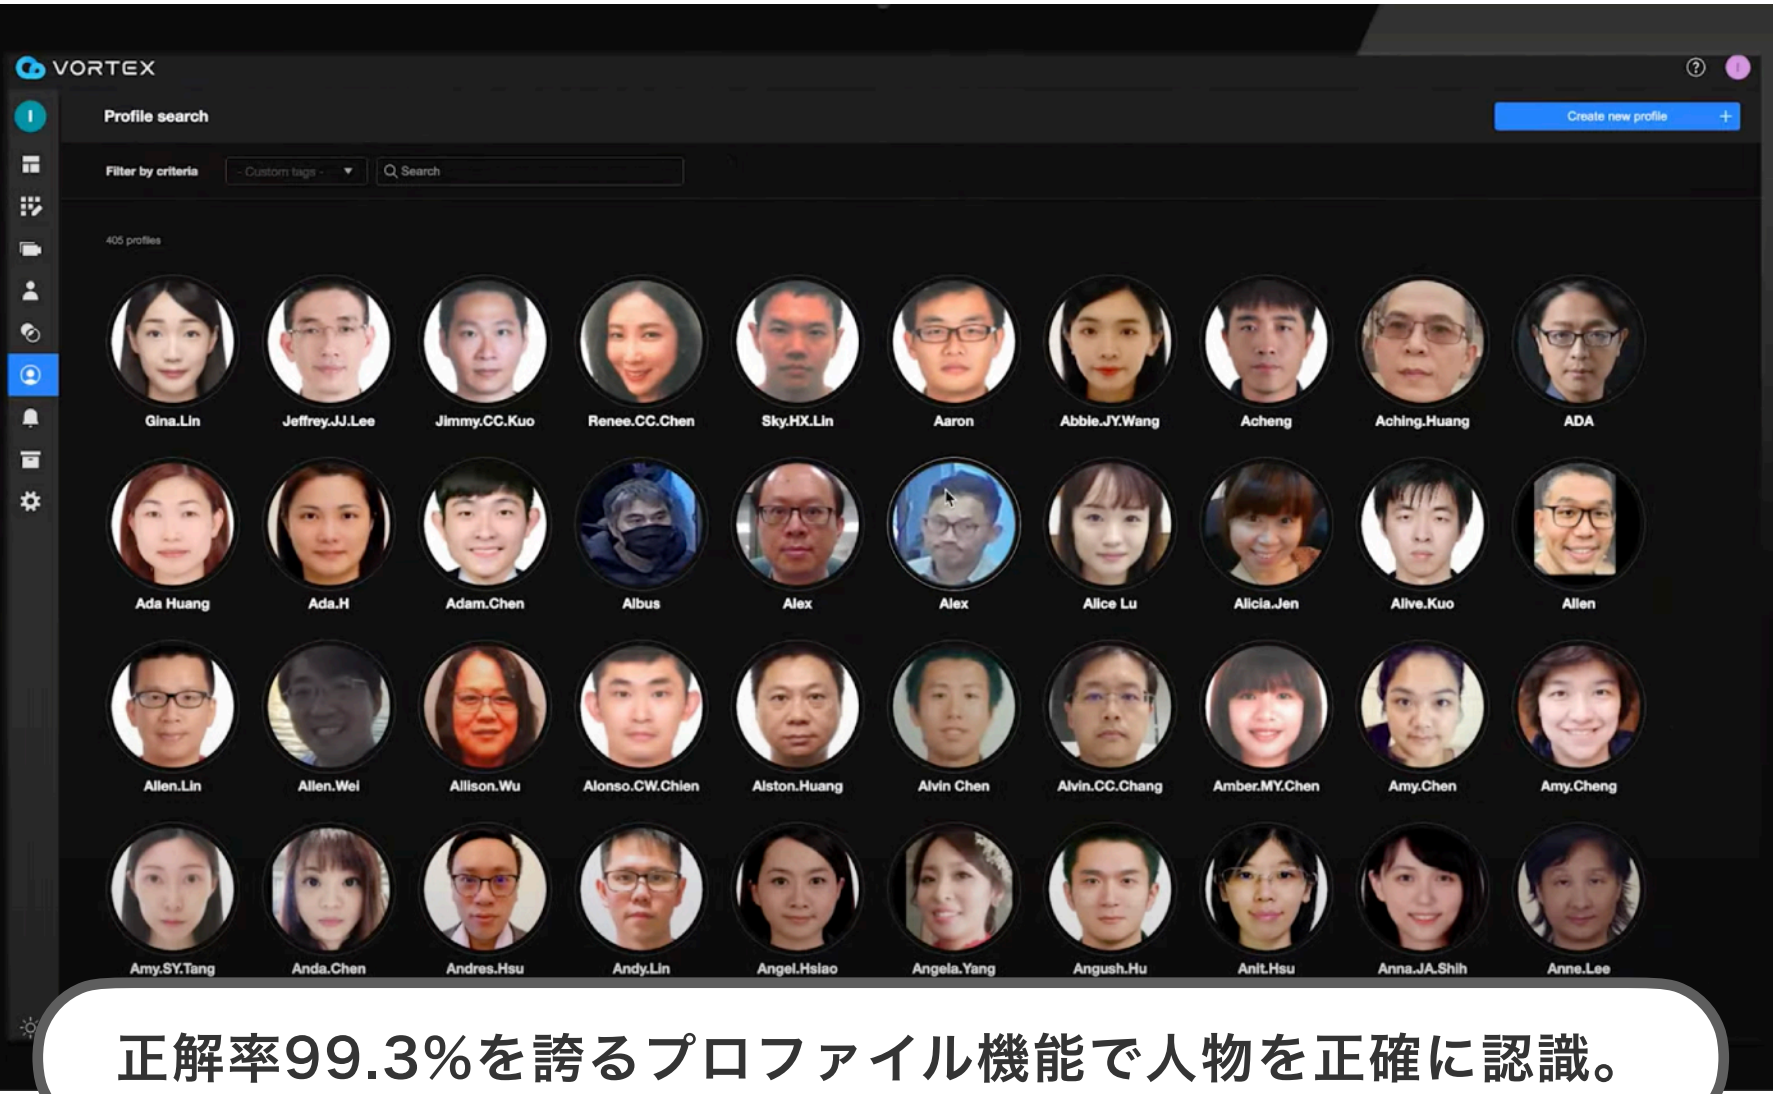 VORTEX
Profile search
Create new profile +
Filter by criteria
- Custom tags -
Search
405 profiles
Gina.Lin Jeffrey.JJ.Lee Jimmy.CC.Kuo Renee.CC.Chen Sky.HX.Lin Aaron Abbie.JY.Wang Acheng Aching.Huang ADA
Ada Huang Ada.H Adam.Chen Albus Alex Alex Alice Lu Alicia.Jen Alive.Kuo Allen
Allen.Lin Allen.Wei Allison.Wu Alonso.CW.Chien Alston.Huang Alvin Chen Alvin.CC.Chang Amber.MY.Chen Amy.Chen Amy.Cheng
Amy.SY.Tang Anda.Chen Andres.Hsu Andy.Lin Angel.Hsiao Angela.Yang Angush.Hu Anit.Hsu Anna.JA.Shih Anne.Lee
正解率99.3%を誇るプロファイル機能で人物を正確に認識。